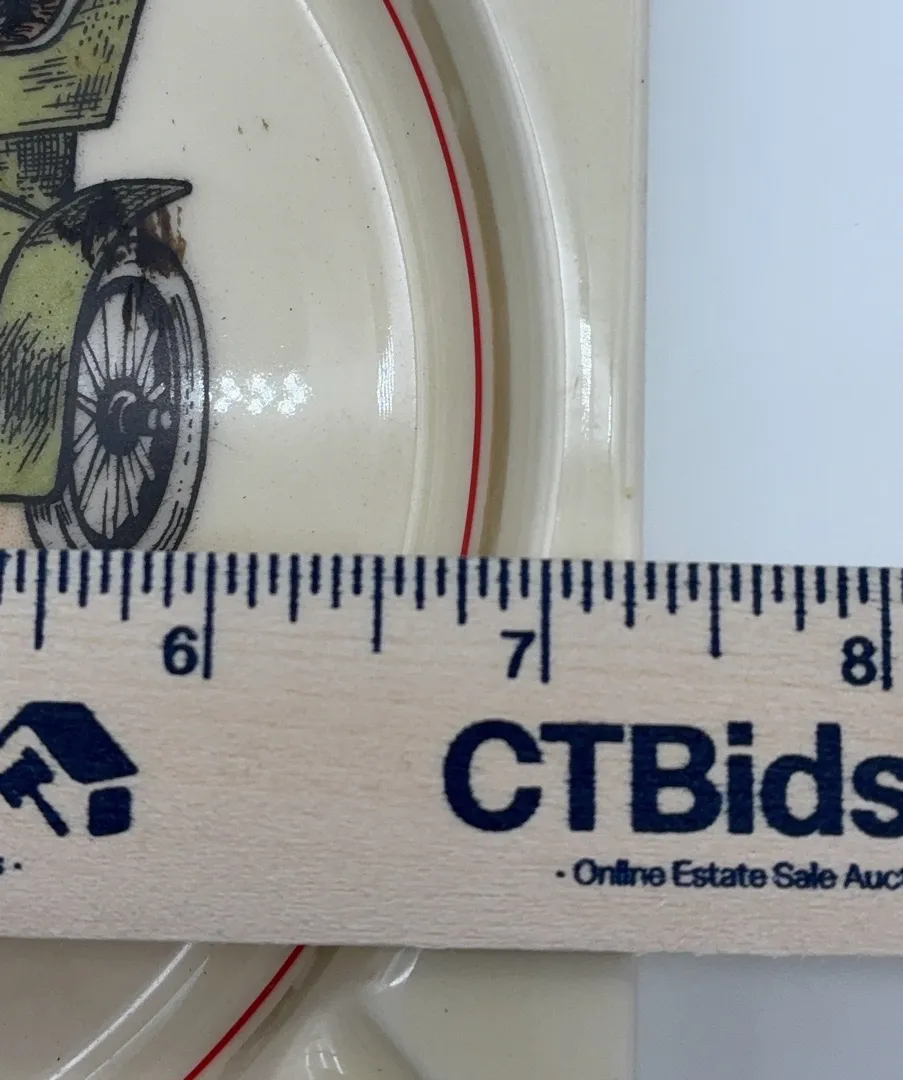 6 7 8
CTBids
· Online Estate Sale Auc